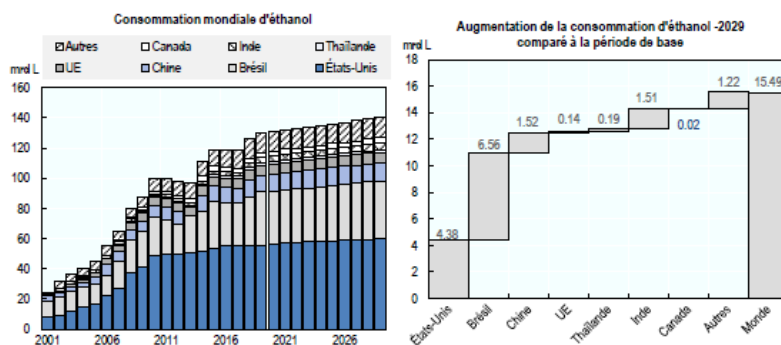 Consommation mondiale d'éthanol
Autres
Canada
Inde
Thaïlande
UE
Chine
Brésil
États-Unis
mrd L
160
140
120
100
80
60
40
20
0
2001
2006
2011
2016
2021
2026
Augmentation de la consommation d'éthanol -2029
comparé à la période de base
mrd L
18
16
14
12
10
8
6
4
2
0
4.38
6.56
1.52
0.14
0.19
1.51
0.02
1.22
15.49
États-Unis
Brésil
Chine
UE
Thaïlande
Inde
Canada
Autres
Monde